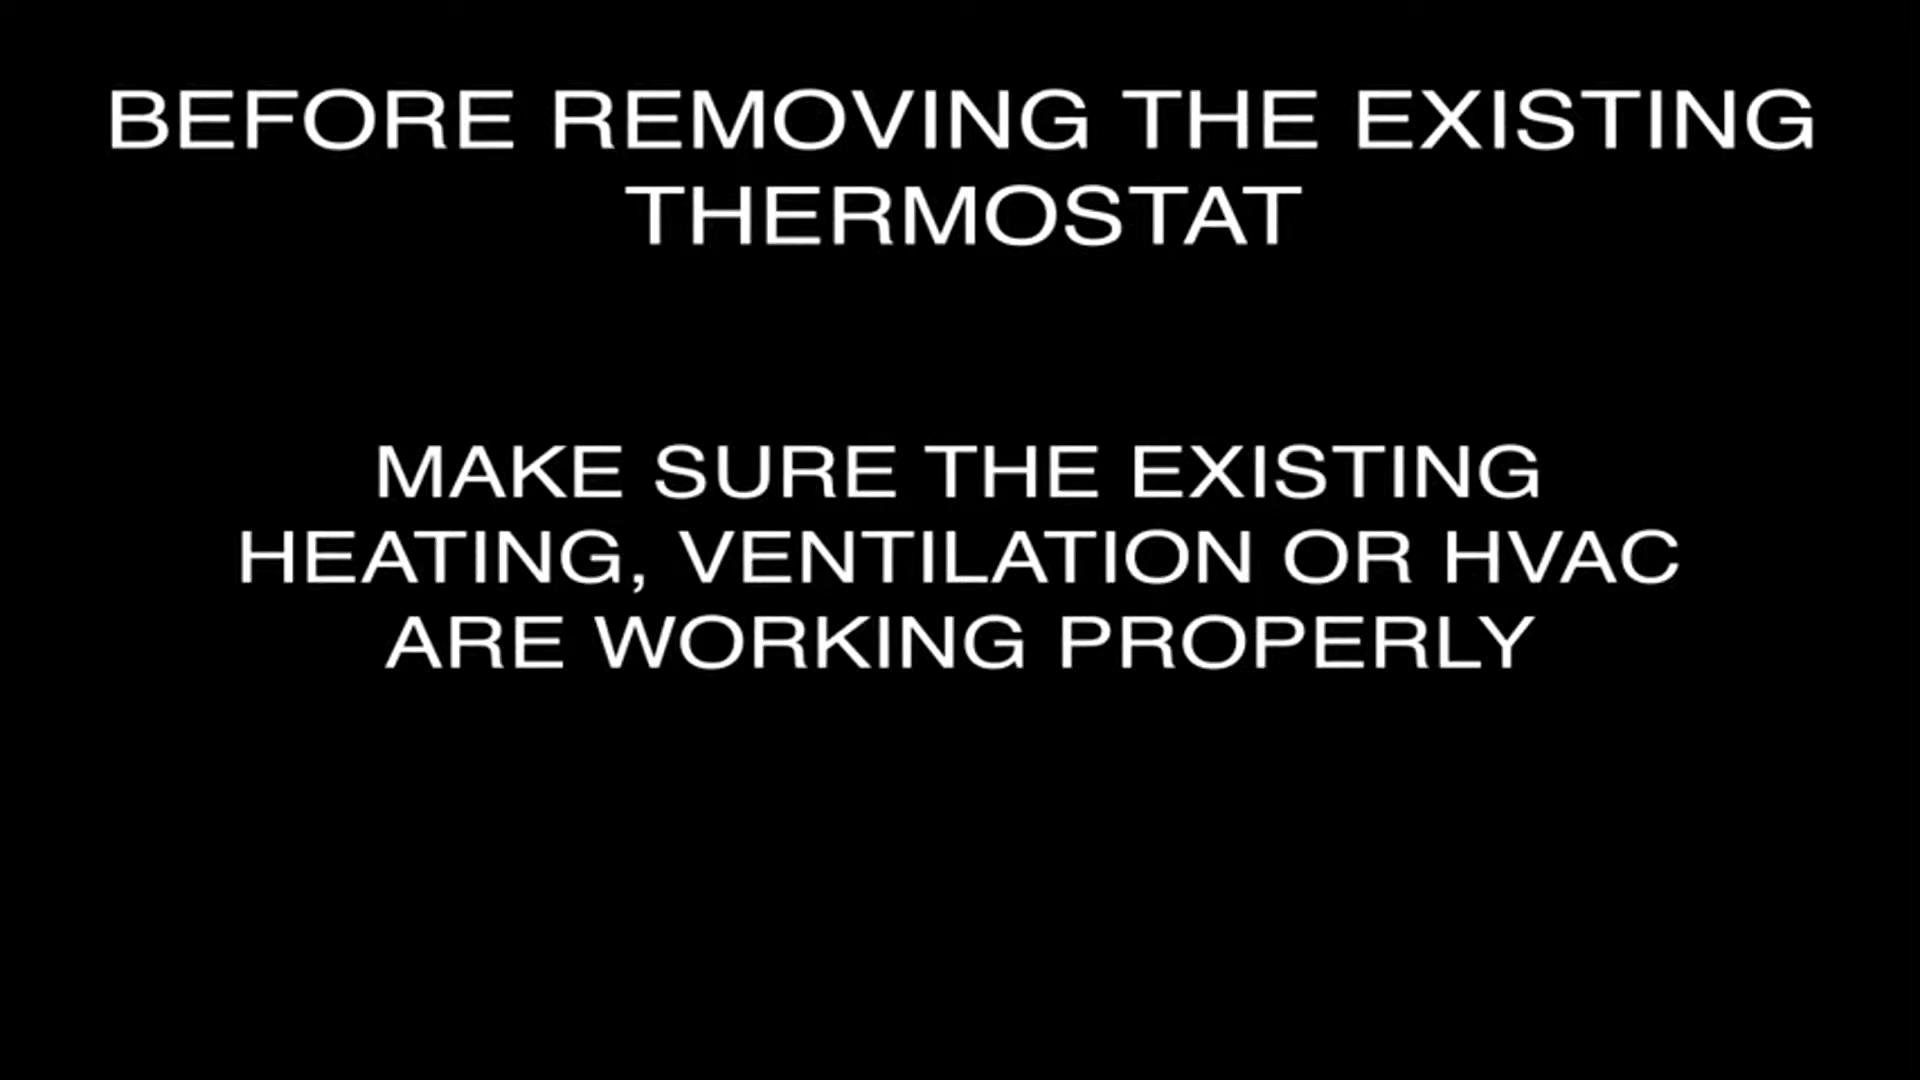 BEFORE REMOVING THE EXISTING
THERMOSTAT
MAKE SURE THE EXISTING
HEATING, VENTILATION OR HVAC
ARE WORKING PROPERLY